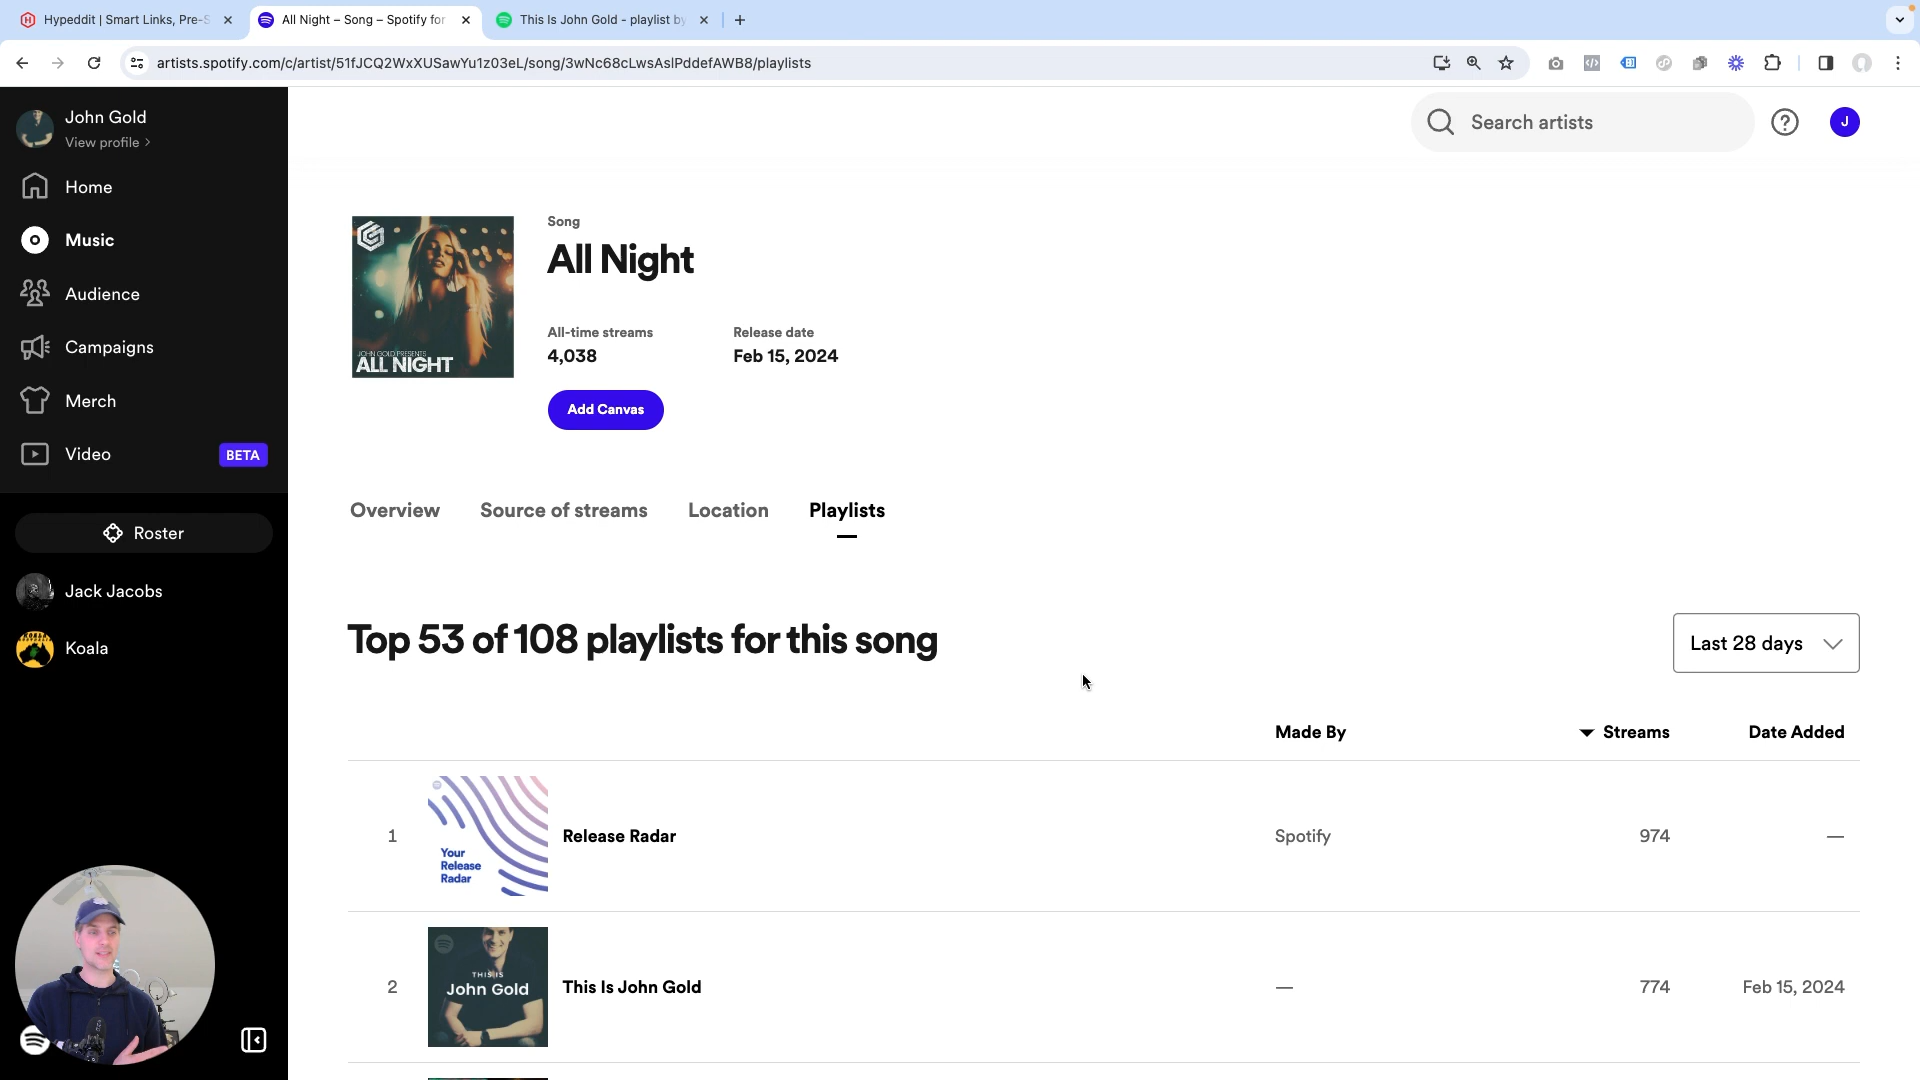 Hypeddit | Smart Links, Pre-S
All Night – Song – Spotify for
This Is John Gold - playlist by
artists.spotify.com/c/artist/51fJCQ2WxXUSawYu1z03eL/song/3wNc68cLwsAslPddefAWB8/playlists
John Gold
View profile
Home
Music
Audience
Campaigns
Merch
Video
BETA
Roster
Jack Jacobs
Koala
Search artists
J
JOHN GOLD PRESENTS
ALL NIGHT
Song
All Night
All-time streams
4,038
Release date
Feb 15, 2024
Add Canvas
Overview
Source of streams
Location
Playlists
Top 53 of 108 playlists for this song
Last 28 days
Made By
Streams
Date Added
1
Your
Release
Radar
Release Radar
Spotify
974
—
2
THIS IS
John Gold
This Is John Gold
—
774
Feb 15, 2024